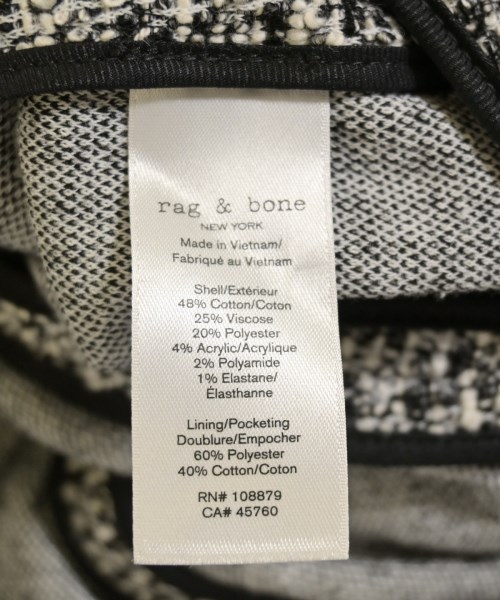 rag & bone
NEW YORK
Made in Vietnam/
Fabriqué au Vietnam
Shell/Extérieur
48% Cotton/Coton
25% Viscose
20% Polyester
4% Acrylic/Acrylique
2% Polyamide
1% Elastane/
Élasthanne
Lining/Pocketing
Doublure/Empocher
60% Polyester
40% Cotton/Coton
RN# 108879
CA# 45760